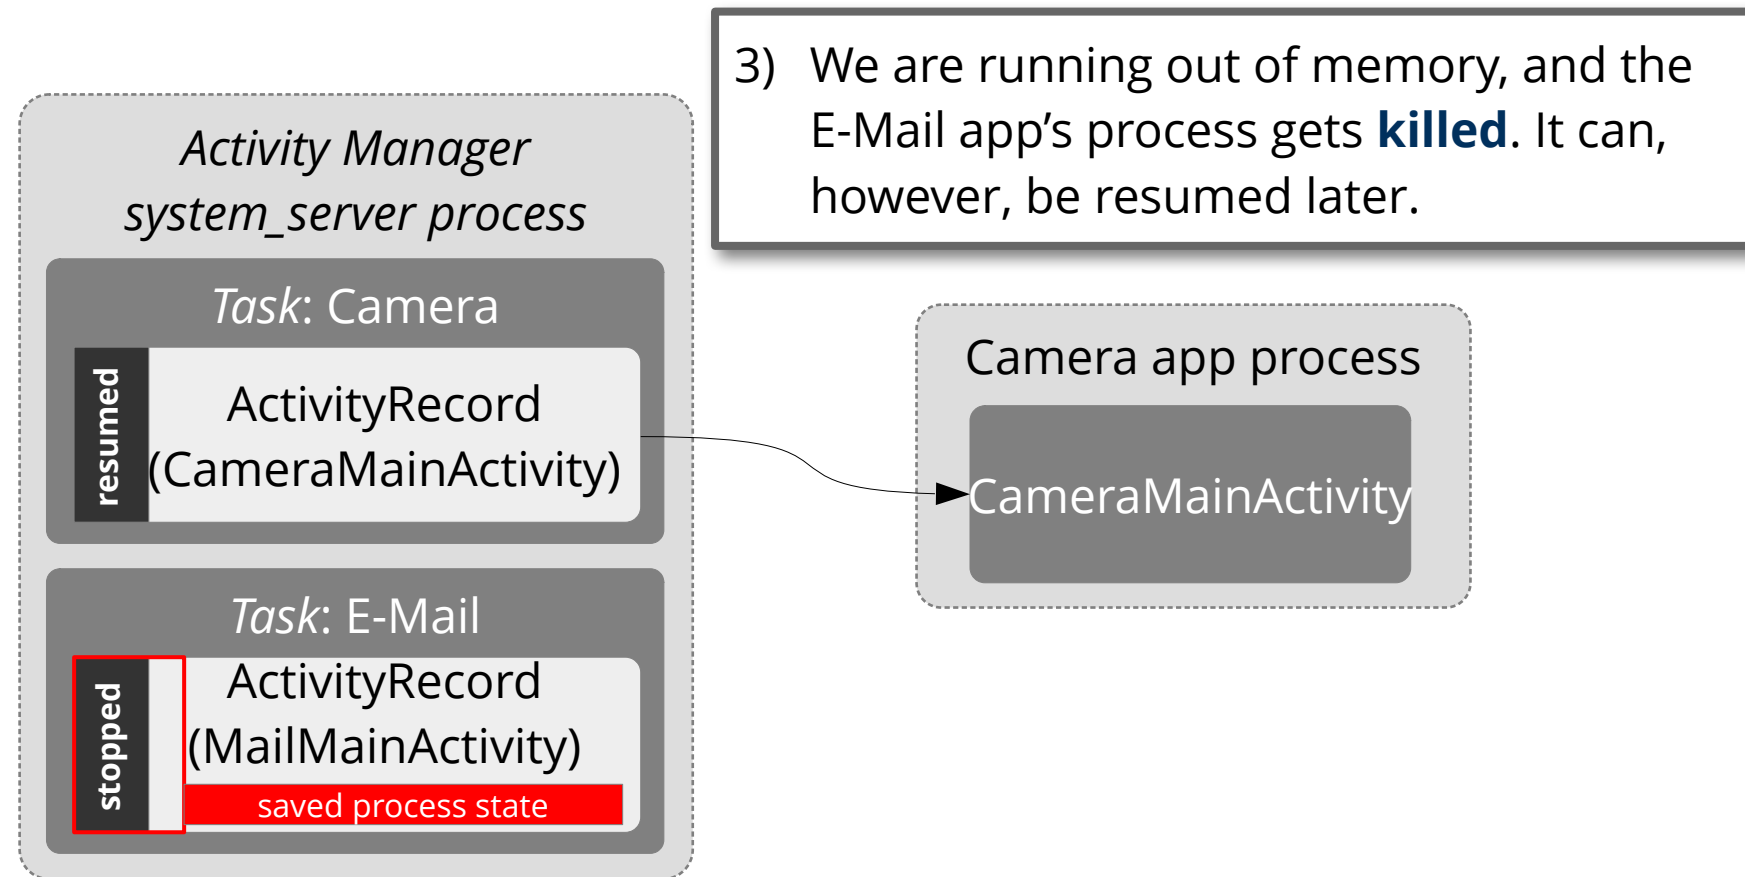 3) We are running out of memory, and the
E-Mail app’s process gets killed. It can,
however, be resumed later.
Activity Manager
system_server process
Task: Camera
resumed
ActivityRecord
(CameraMainActivity)
Task: E-Mail
stopped
ActivityRecord
(MailMainActivity)
saved process state
Camera app process
CameraMainActivity